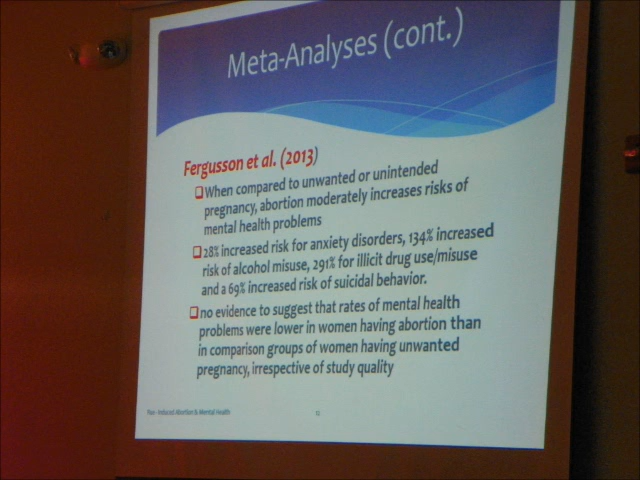 Meta-Analyses (cont.)
Fergusson et al. (2013)
When compared to unwanted or unintended
pregnancy, abortion moderately increases risks of
mental health problems
28% increased risk for anxiety disorders, 134% increased
risk of alcohol misuse, 291% for illicit drug use/misuse
and a 69% increased risk of suicidal behavior.
no evidence to suggest that rates of mental health
problems were lower in women having abortion than
in comparison groups of women having unwanted
pregnancy, irrespective of study quality
Induced Abortion & Mental Health